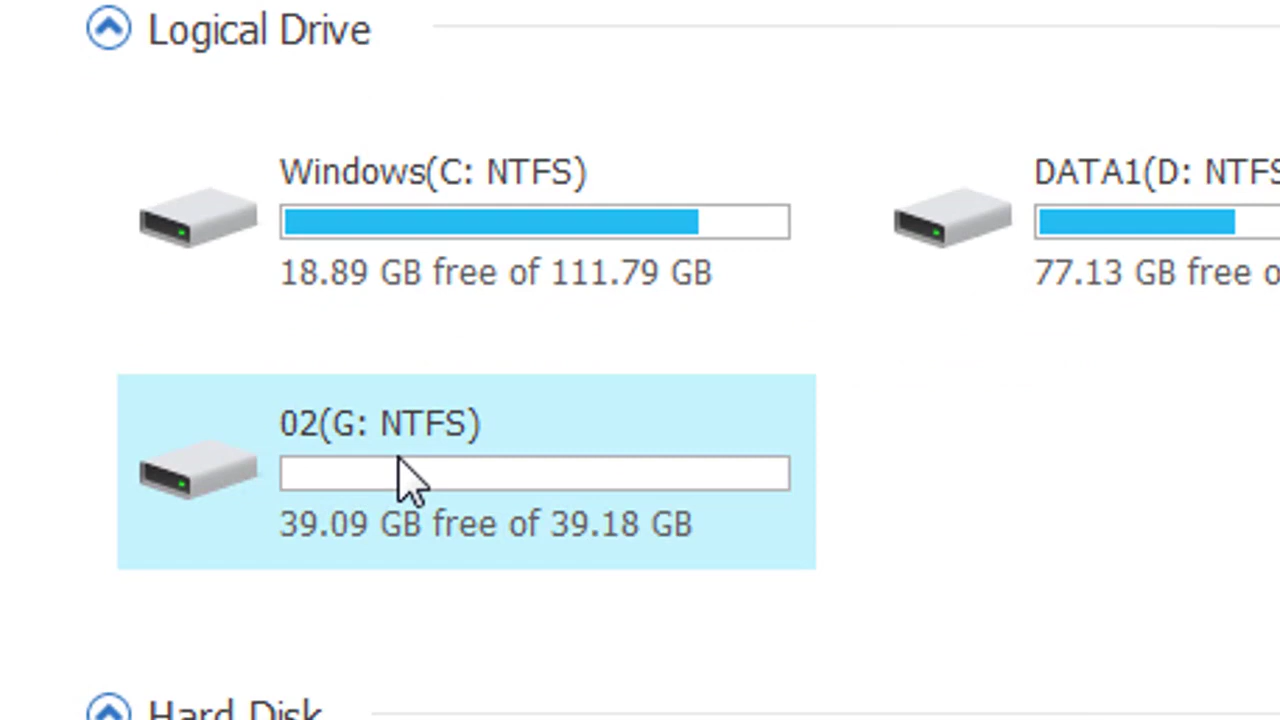 Logical Drive
Windows(C: NTFS)
18.89 GB free of 111.79 GB
DATA1(D: NTFS
77.13 GB free o
02(G: NTFS)
39.09 GB free of 39.18 GB
Hard Disk